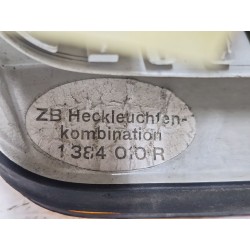 ZB Heckleuchten-
kombination
1 384 010 R